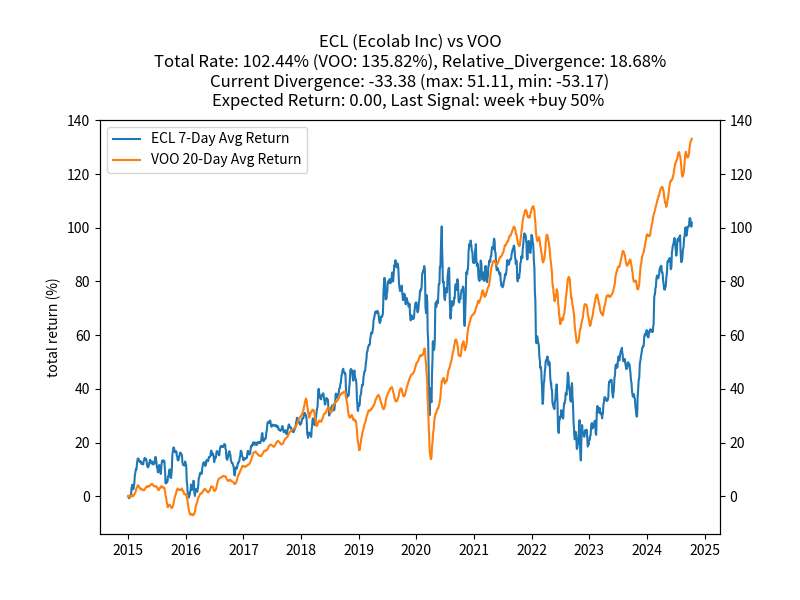 ECL (Ecolab Inc) vs VOO
Total Rate: 102.44% (VOO: 135.82%), Relative_Divergence: 18.68%
Current Divergence: -33.38 (max: 51.11, min: -53.17)
Expected Return: 0.00, Last Signal: week +buy 50%
ECL 7-Day Avg Return
VOO 20-Day Avg Return
total return (%)
140
120
100
80
60
40
20
0
140
120
100
80
60
40
20
0
2015 2016 2017 2018 2019 2020 2021 2022 2023 2024 2025